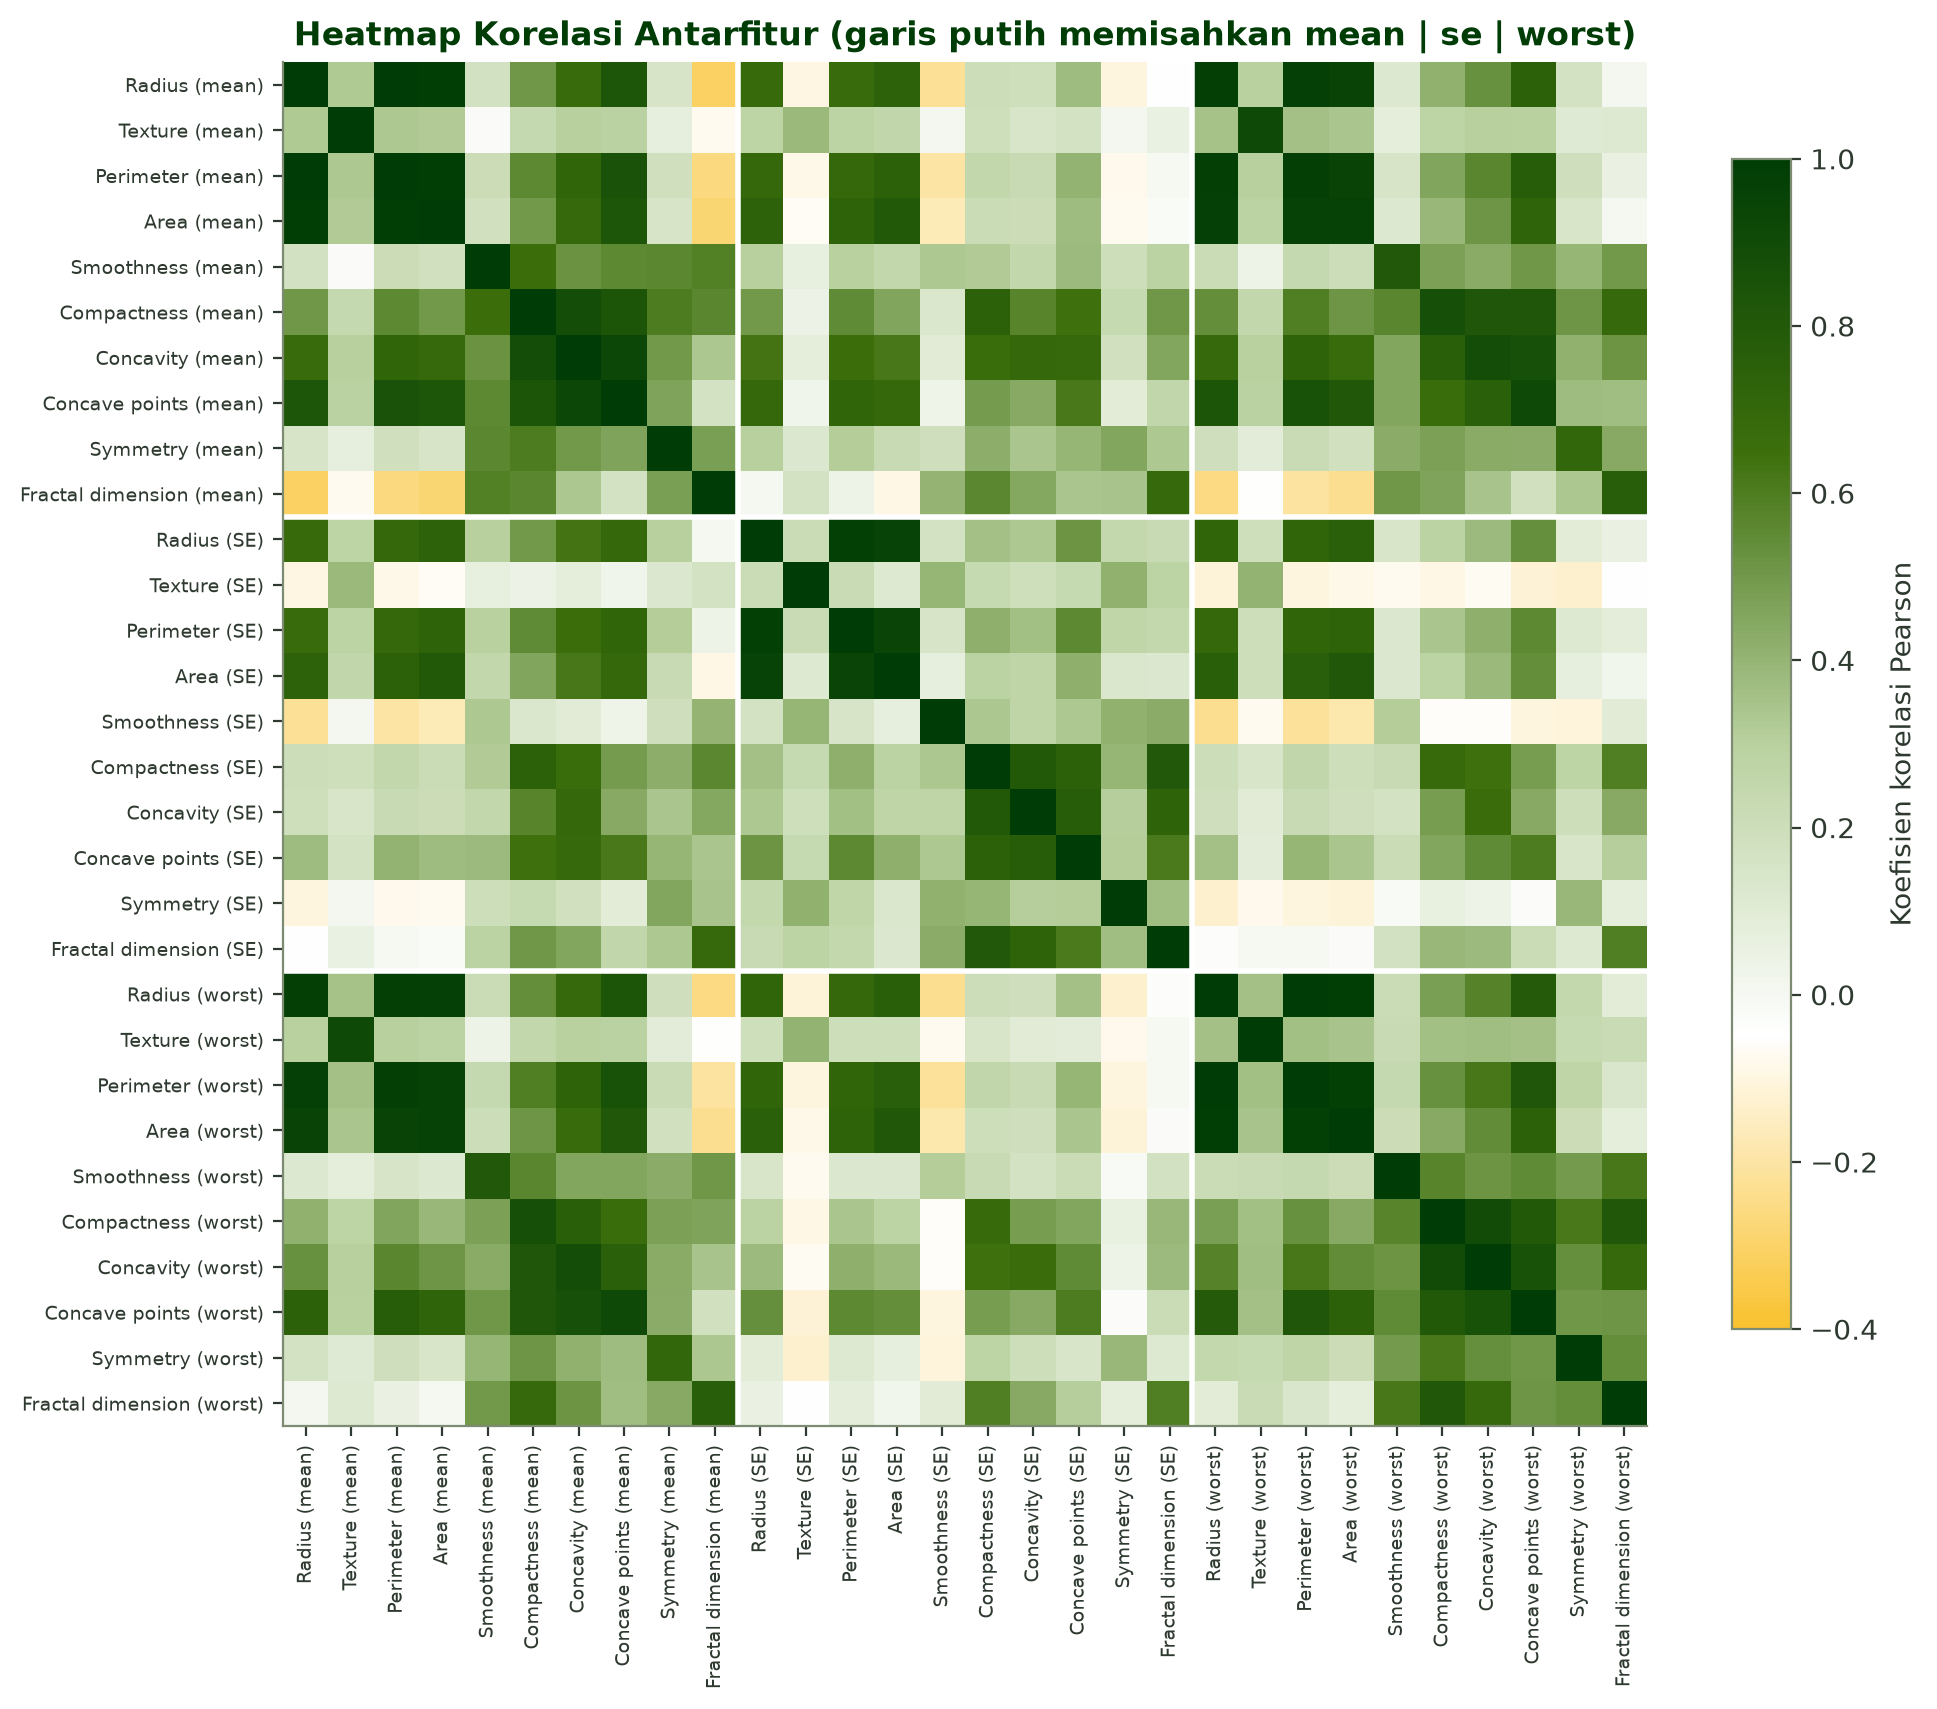 Heatmap Korelasi Antarfitur (garis putih memisahkan mean | se | worst)
Radius (mean)
Texture (mean)
Perimeter (mean)
Area (mean)
Smoothness (mean)
Compactness (mean)
Concavity (mean)
Concave points (mean)
Symmetry (mean)
Fractal dimension (mean)
Radius (SE)
Texture (SE)
Perimeter (SE)
Area (SE)
Smoothness (SE)
Compactness (SE)
Concavity (SE)
Concave points (SE)
Symmetry (SE)
Fractal dimension (SE)
Radius (worst)
Texture (worst)
Perimeter (worst)
Area (worst)
Smoothness (worst)
Compactness (worst)
Concavity (worst)
Concave points (worst)
Symmetry (worst)
Fractal dimension (worst)
Radius (mean)
Texture (mean)
Perimeter (mean)
Area (mean)
Smoothness (mean)
Compactness (mean)
Concavity (mean)
Concave points (mean)
Symmetry (mean)
Fractal dimension (mean)
Radius (SE)
Texture (SE)
Perimeter (SE)
Area (SE)
Smoothness (SE)
Compactness (SE)
Concavity (SE)
Concave points (SE)
Symmetry (SE)
Fractal dimension (SE)
Radius (worst)
Texture (worst)
Perimeter (worst)
Area (worst)
Smoothness (worst)
Compactness (worst)
Concavity (worst)
Concave points (worst)
Symmetry (worst)
Fractal dimension (worst)
1.0
0.8
0.6
0.4
0.2
0.0
−0.2
−0.4
Koefisien korelasi Pearson